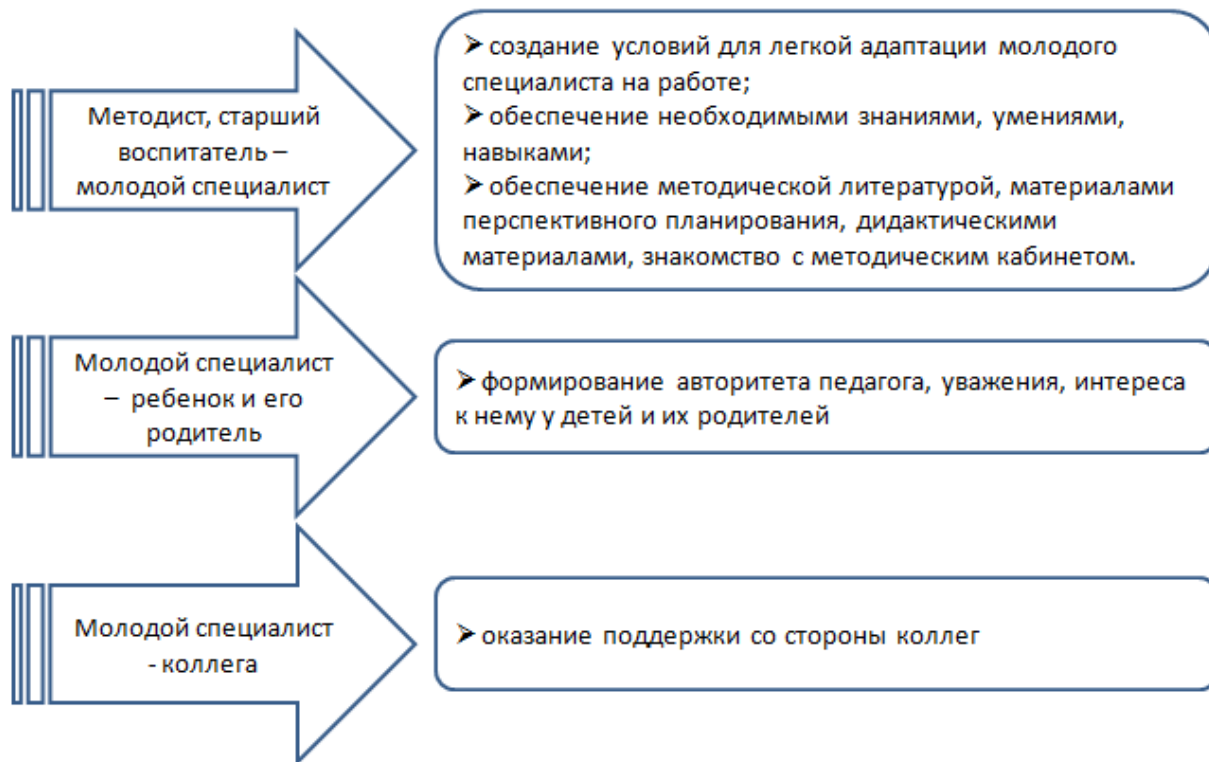 Методист, старший
воспитатель –
молодой специалист
➤ создание условий для легкой адаптации молодого
специалиста на работе;
➤ обеспечение необходимыми знаниями, умениями,
навыками;
➤ обеспечение методической литературой, материалами
перспективного планирования, дидактическими
материалами, знакомство с методическим кабинетом.
Молодой специалист
– ребенок и его
родитель
➤ формирование авторитета педагога, уважения, интереса
к нему у детей и их родителей
Молодой специалист
- коллега
➤ оказание поддержки со стороны коллег